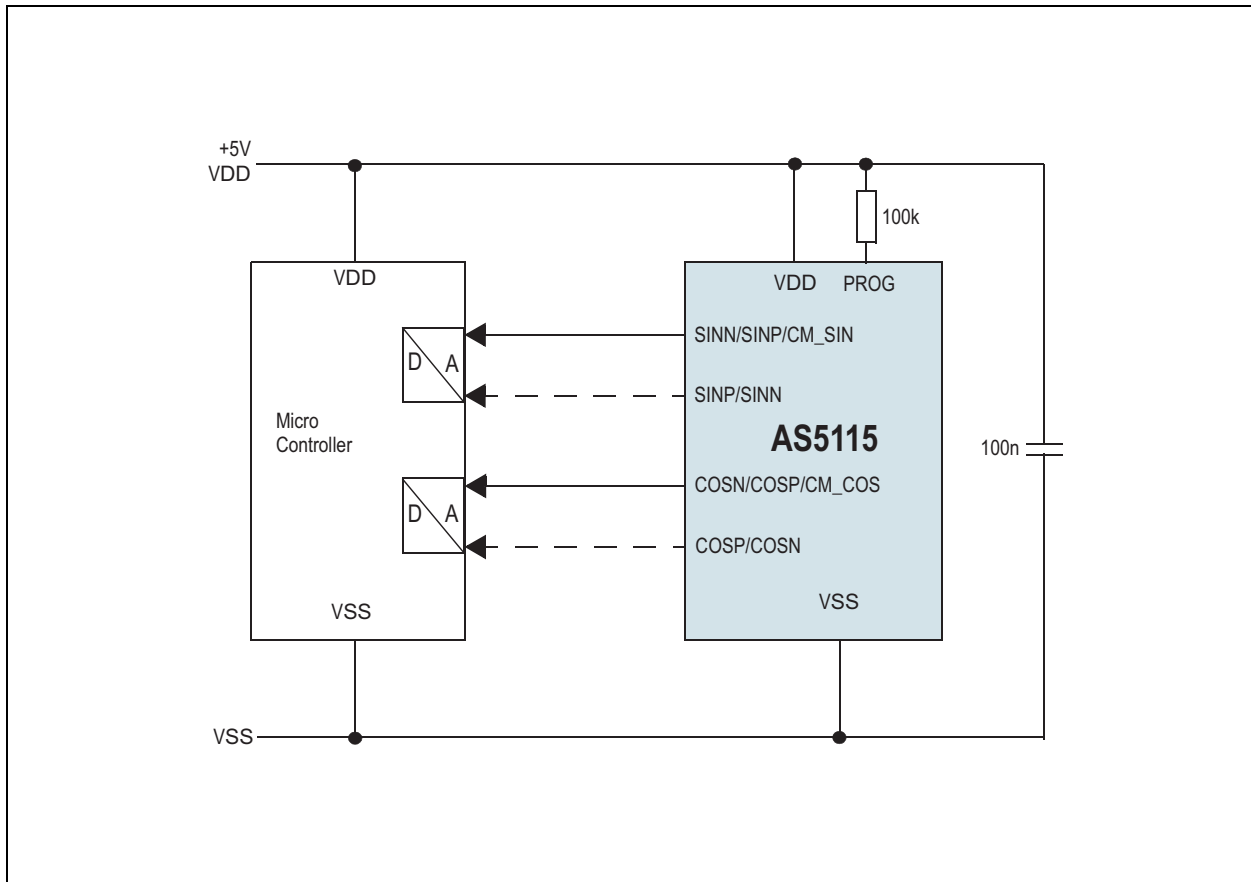 +5V
VDD
100k
VDD
VDD PROG
SINN/SINP/CM_SIN
D A
SINP/SINN
Micro
Controller
AS5115
100n
COSN/COSP/CM_COS
D A
COSP/COSN
VSS
VSS
VSS